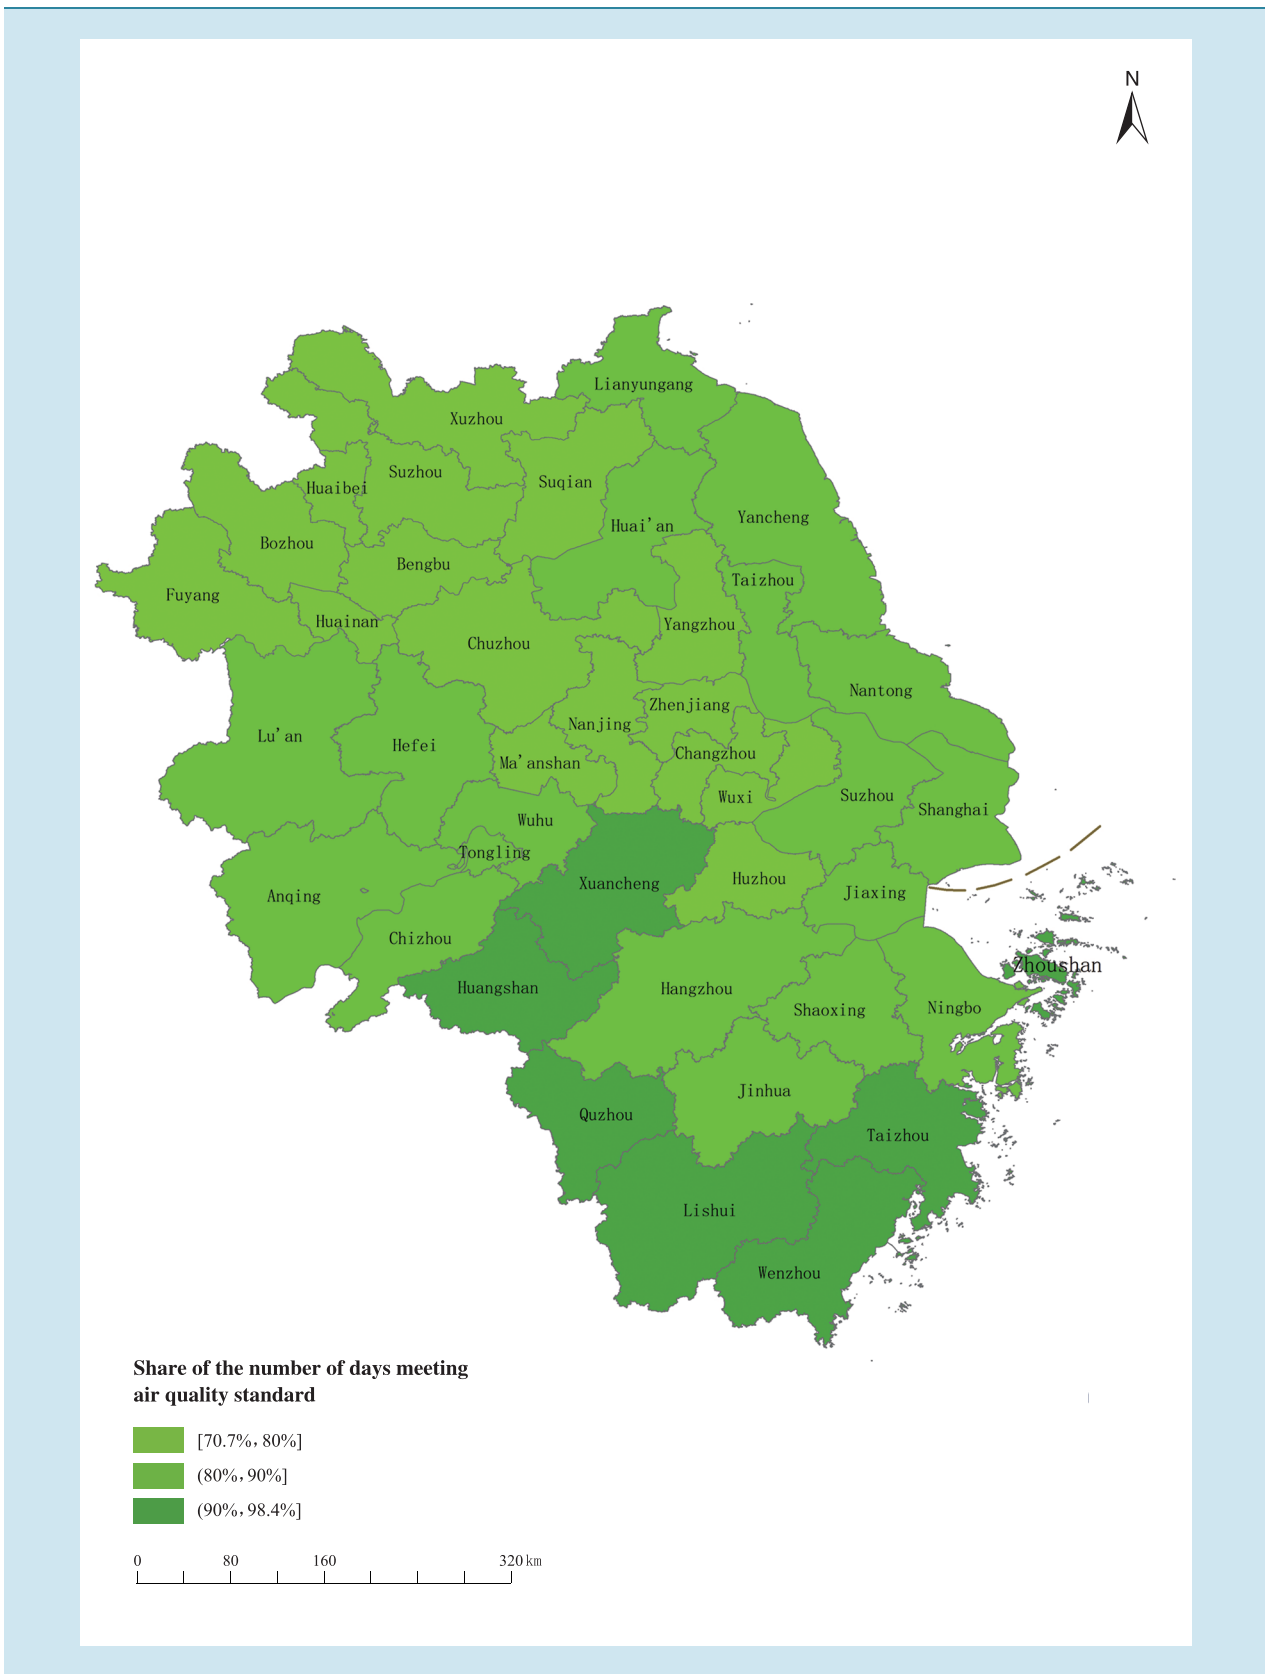 N
Lianyungang
Xuzhou
Suzhou
Suqian
Huaibei
Yancheng
Huai'an
Bozhou
Bengbu
Taizhou
Fuyang
Huainan
Yangzhou
Chuzhou
Nantong
Zhenjiang
Nanjing
Lu'an
Hefei
Changzhou
Ma'anshan
Wuxi
Suzhou
Shanghai
Wuhu
Tongling
Xuancheng
Huzhou
Jiaxing
Anqing
Chizhou
Zhoushan
Huangshan
Hangzhou
Shaoxing
Ningbo
Jinhua
Quzhou
Taizhou
Lishui
Wenzhou
Share of the number of days meeting
air quality standard
[70.7%, 80%]
(80%, 90%]
(90%, 98.4%]
0 80 160 320 km